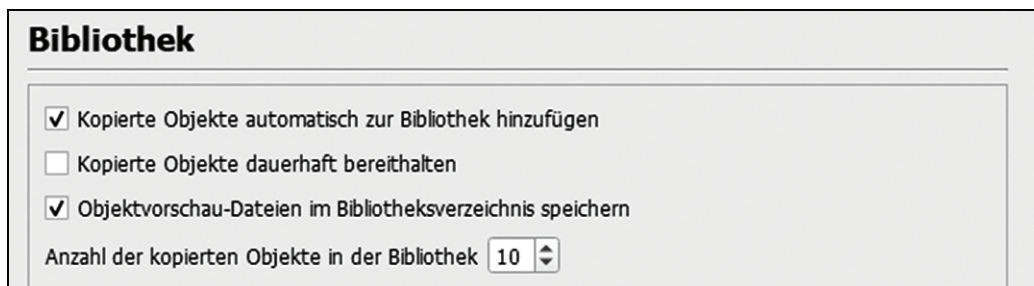 Bibliothek
Kopierte Objekte automatisch zur Bibliothek hinzufügen
Kopierte Objekte dauerhaft bereithalten
Objektvorschau-Dateien im Bibliotheksverzeichnis speichern
Anzahl der kopierten Objekte in der Bibliothek 10